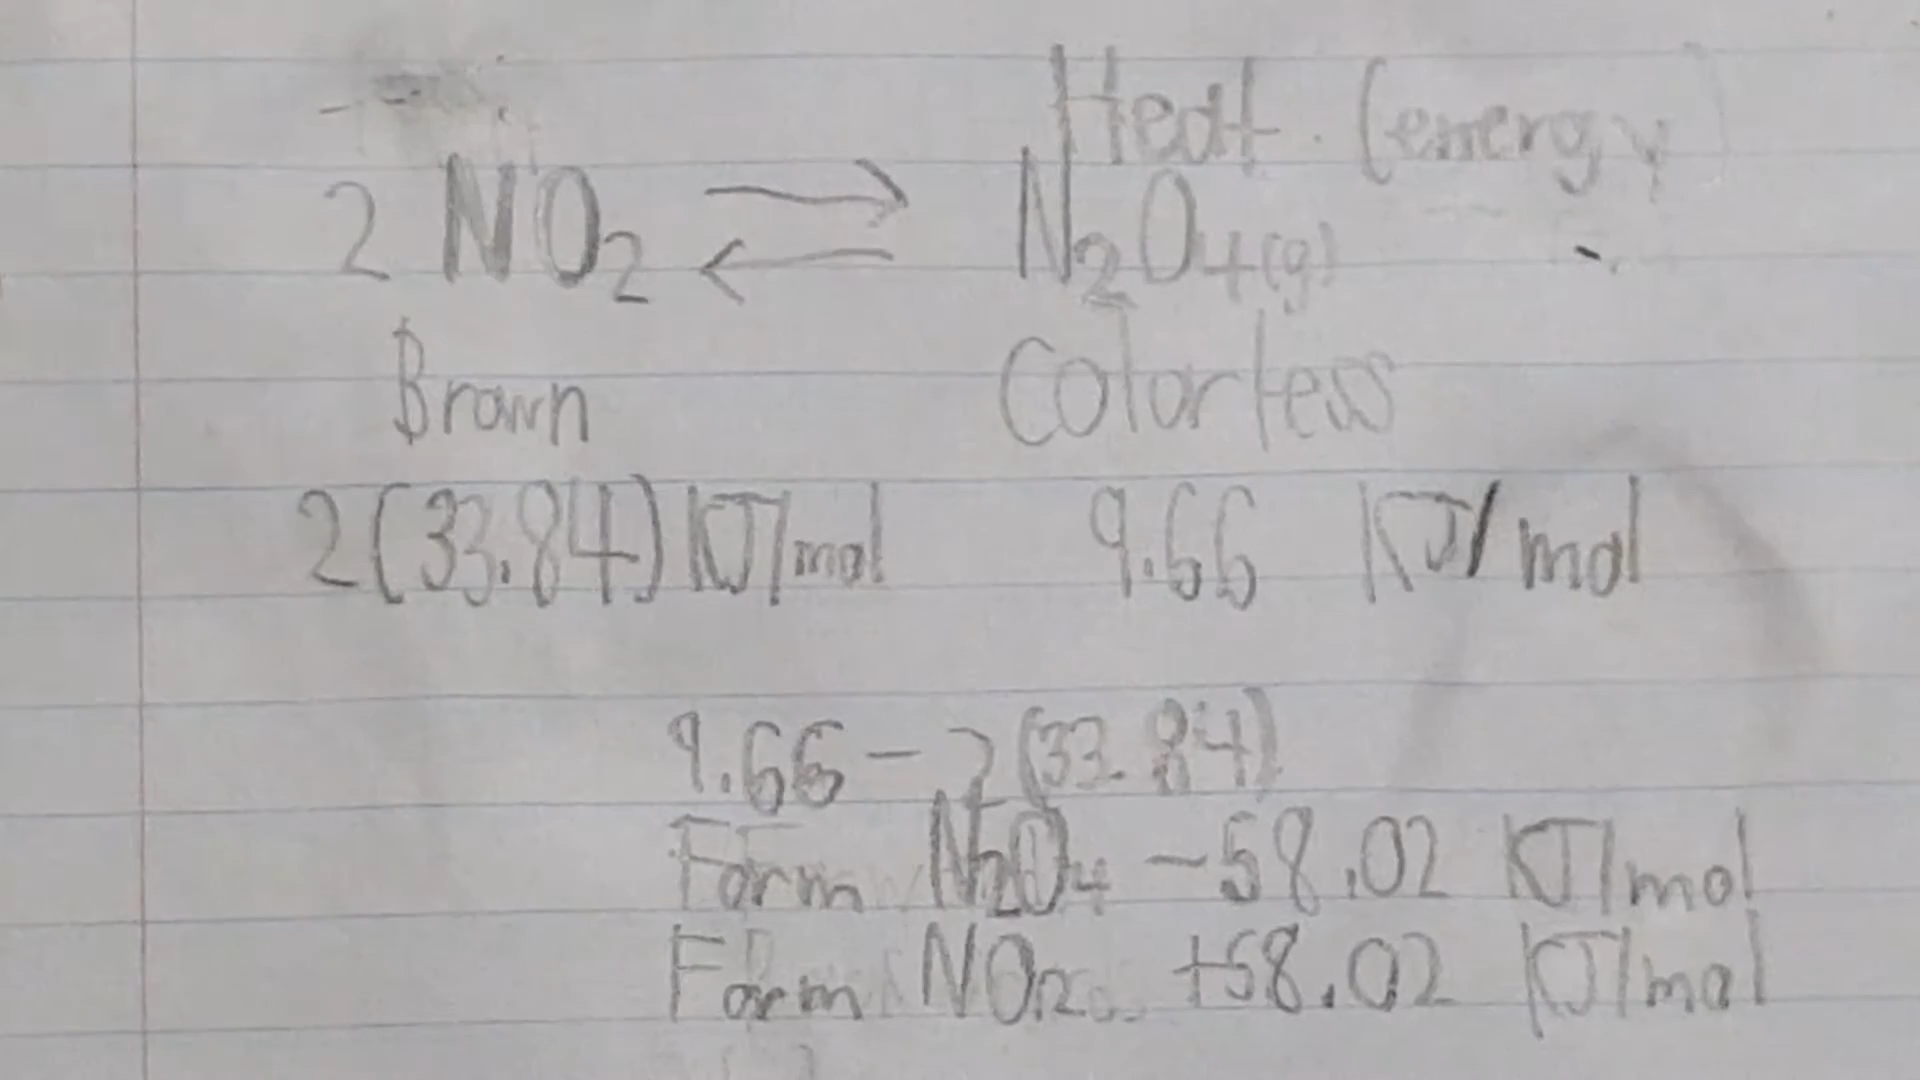 Heat (energy
2 NO₂ ⇌ N₂O₄(g)
Brown Colorless
2(33.84) KJ/mol 9.66 KJ/mol
9.66 - 2(33.84)
Form N₂O₄ -58.02 KJ/mol
Form NO₂ +58.02 KJ/mol